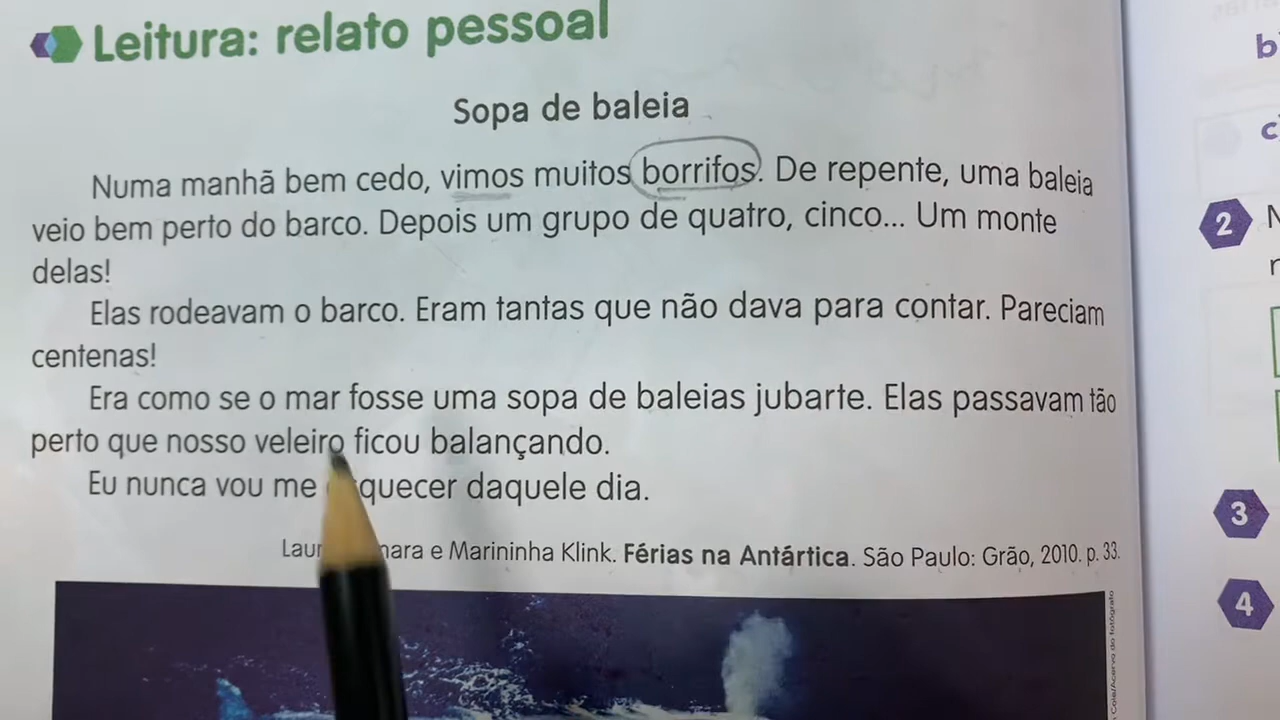 Leitura: relato pessoal
Sopa de baleia
Numa manhã bem cedo, vimos muitos borrifos. De repente, uma baleia
veio bem perto do barco. Depois um grupo de quatro, cinco... Um monte
delas!
Elas rodeavam o barco. Eram tantas que não dava para contar. Pareciam
centenas!
Era como se o mar fosse uma sopa de baleias jubarte. Elas passavam tão
perto que nosso veleiro ficou balançando.
Eu nunca vou me daquele dia.
e Marininha Klink. Férias na Antártica. São Paulo: Grão, 2010. p. 33.
b
c
2
3
4